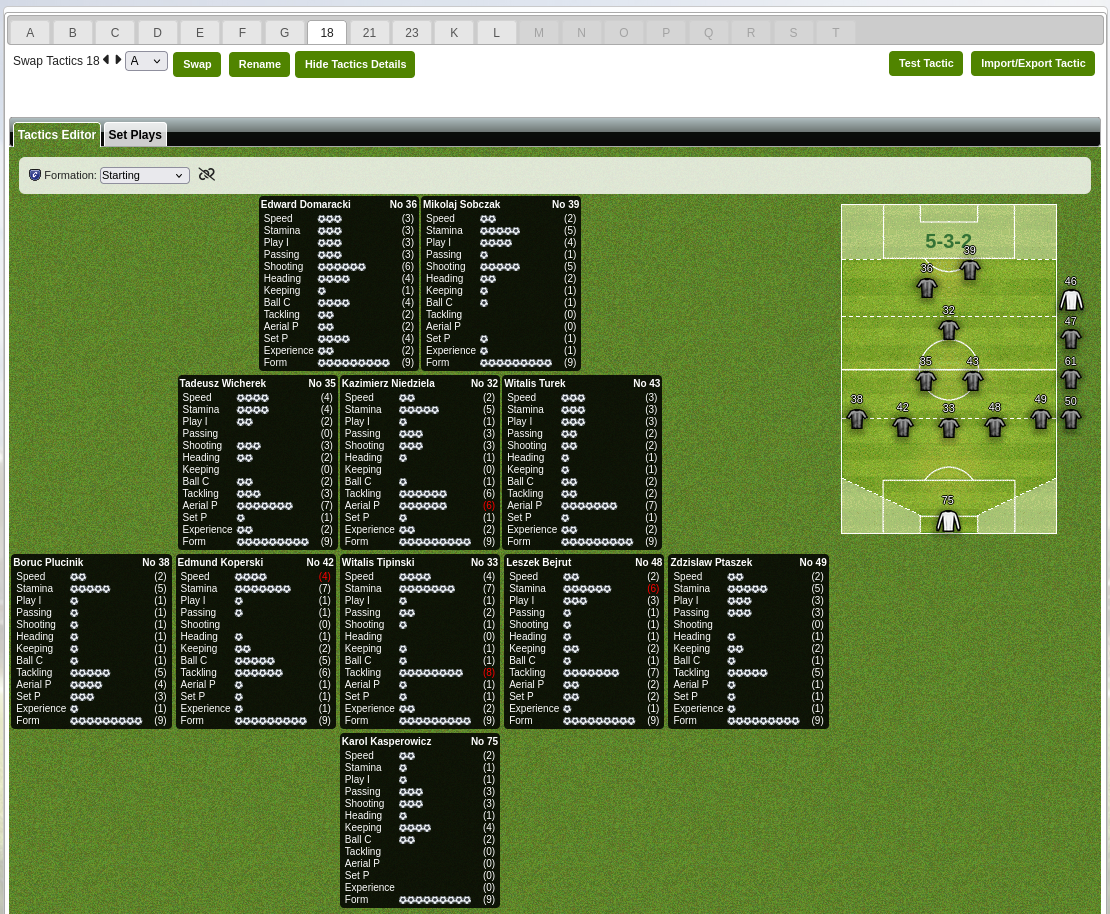 A B C D E F G 18 21 23 K L M N O P Q R S T
Swap Tactics 18 A Swap Rename Hide Tactics Details Test Tactic Import/Export Tactic
Tactics Editor Set Plays
Formation: Starting
Edward Domaracki No 36
Speed (3)
Stamina (3)
Play I (3)
Passing (3)
Shooting (6)
Heading (4)
Keeping (1)
Ball C (4)
Tackling (2)
Aerial P (2)
Set P (4)
Experience (2)
Form (9)
Mikolaj Sobczak No 39
Speed (2)
Stamina (5)
Play I (4)
Passing (1)
Shooting (5)
Heading (2)
Keeping (1)
Ball C (1)
Tackling (0)
Aerial P (0)
Set P (1)
Experience (1)
Form (9)
Tadeusz Wicherek No 35
Speed (4)
Stamina (4)
Play I (2)
Passing (0)
Shooting (3)
Heading (2)
Keeping (0)
Ball C (2)
Tackling (3)
Aerial P (7)
Set P (1)
Experience (2)
Form (9)
Kazimierz Niedziela No 32
Speed (2)
Stamina (5)
Play I (1)
Passing (3)
Shooting (3)
Heading (1)
Keeping (0)
Ball C (1)
Tackling (6)
Aerial P (6)
Set P (1)
Experience (2)
Form (9)
Witalis Turek No 43
Speed (3)
Stamina (3)
Play I (3)
Passing (2)
Shooting (2)
Heading (1)
Keeping (1)
Ball C (2)
Tackling (2)
Aerial P (7)
Set P (1)
Experience (2)
Form (9)
Boruc Plucinik No 38
Speed (2)
Stamina (5)
Play I (1)
Passing (1)
Shooting (1)
Heading (1)
Keeping (1)
Ball C (1)
Tackling (5)
Aerial P (4)
Set P (3)
Experience (1)
Form (9)
Edmund Koperski No 42
Speed (4)
Stamina (7)
Play I (1)
Passing (1)
Shooting (0)
Heading (1)
Keeping (2)
Ball C (5)
Tackling (6)
Aerial P (1)
Set P (1)
Experience (1)
Form (9)
Witalis Tipinski No 33
Speed (4)
Stamina (7)
Play I (1)
Passing (2)
Shooting (1)
Heading (0)
Keeping (1)
Ball C (1)
Tackling (8)
Aerial P (1)
Set P (1)
Experience (2)
Form (9)
Leszek Bejrut No 48
Speed (2)
Stamina (6)
Play I (3)
Passing (1)
Shooting (1)
Heading (1)
Keeping (2)
Ball C (1)
Tackling (7)
Aerial P (2)
Set P (2)
Experience (1)
Form (9)
Zdzislaw Ptaszek No 49
Speed (2)
Stamina (5)
Play I (3)
Passing (3)
Shooting (0)
Heading (1)
Keeping (2)
Ball C (1)
Tackling (5)
Aerial P (1)
Set P (1)
Experience (1)
Form (9)
Karol Kasperowicz No 75
Speed (2)
Stamina (1)
Play I (1)
Passing (3)
Shooting (3)
Heading (1)
Keeping (4)
Ball C (2)
Tackling (0)
Aerial P (0)
Set P (0)
Experience (0)
Form (9)
5-3-2
39
36
46
32
47
35 43 61
38 42 33 48 49 50
75